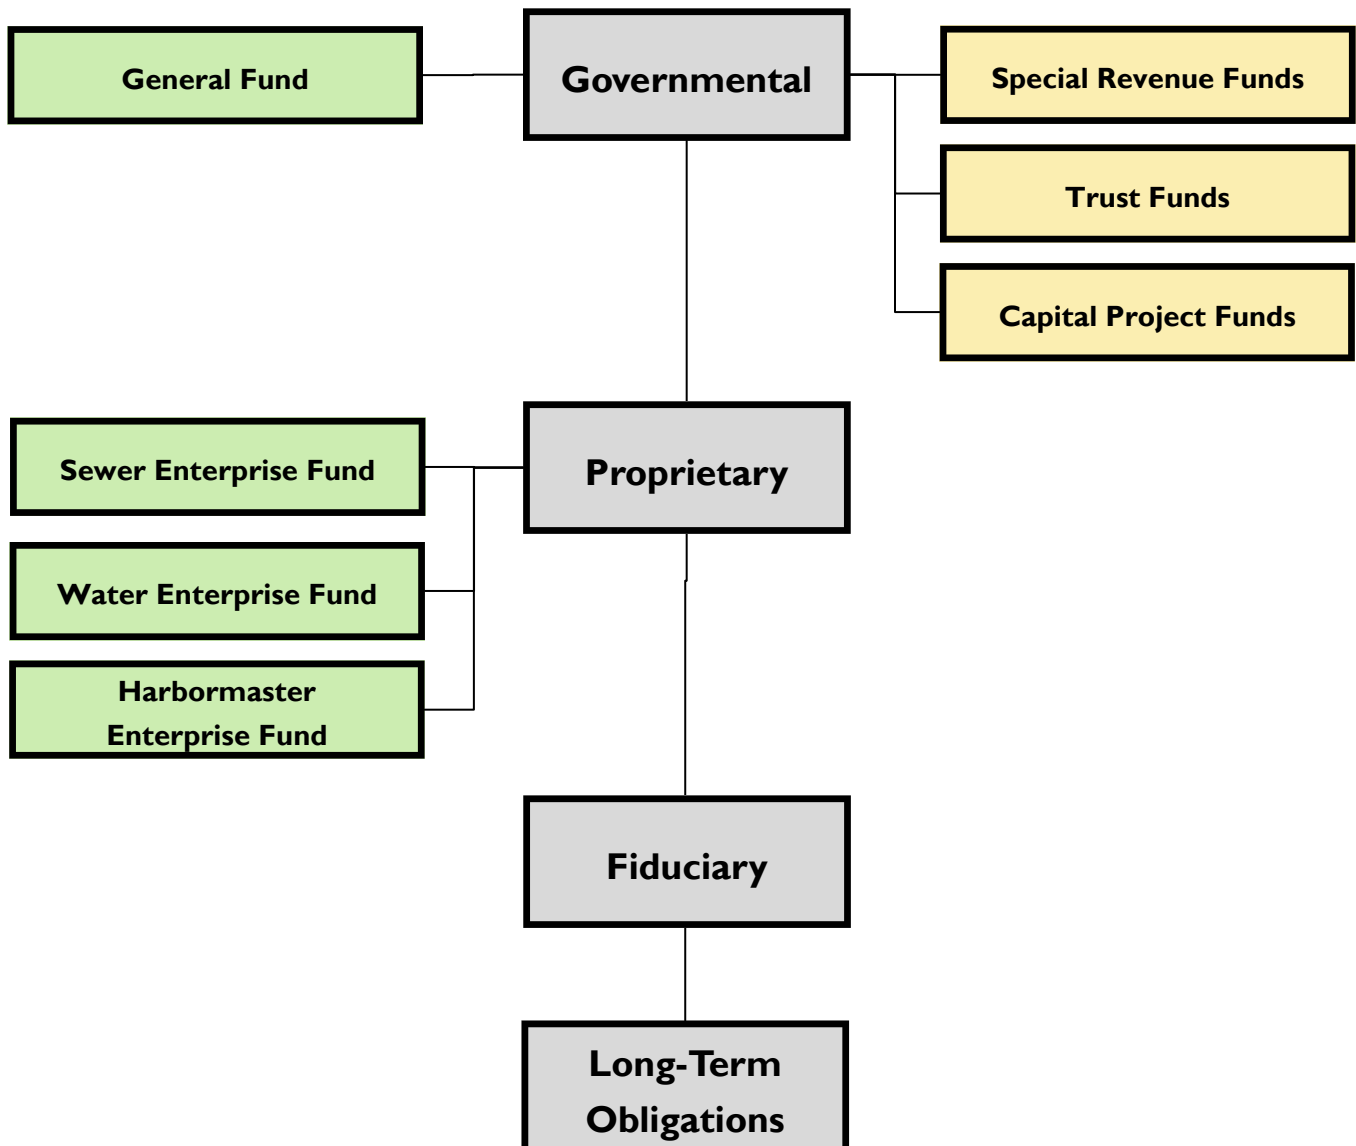 General Fund
Governmental
Special Revenue Funds
Trust Funds
Capital Project Funds
Sewer Enterprise Fund
Proprietary
Water Enterprise Fund
Harbormaster
Enterprise Fund
Fiduciary
Long-Term
Obligations